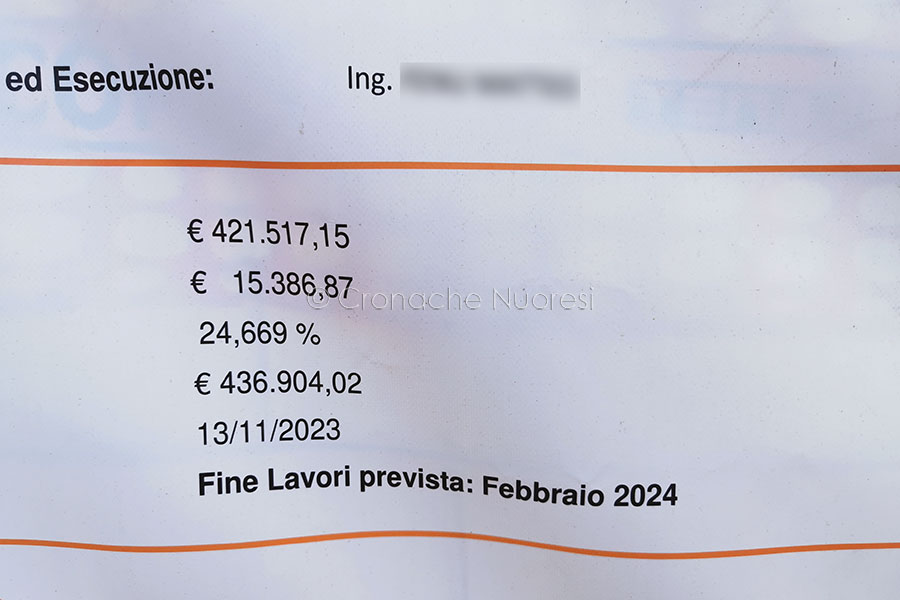 ed Esecuzione: Ing.
€ 421.517,15
€ 15.386,87
© Cronache Nuoresi
24,669 %
€ 436.904,02
13/11/2023
Fine Lavori prevista: Febbraio 2024